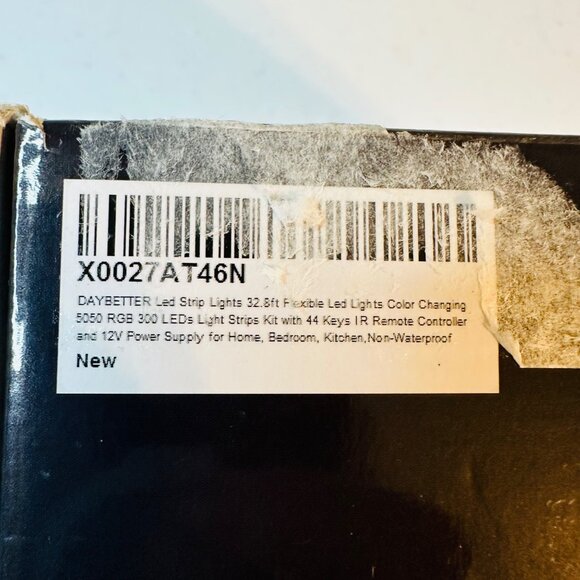 X0027AT46N
DAYBETTER Led Strip Lights 32.8ft Flexible Led Lights Color Changing
5050 RGB 300 LEDs Light Strips Kit with 44 Keys IR Remote Controller
and 12V Power Supply for Home, Bedroom, Kitchen,Non-Waterproof
New